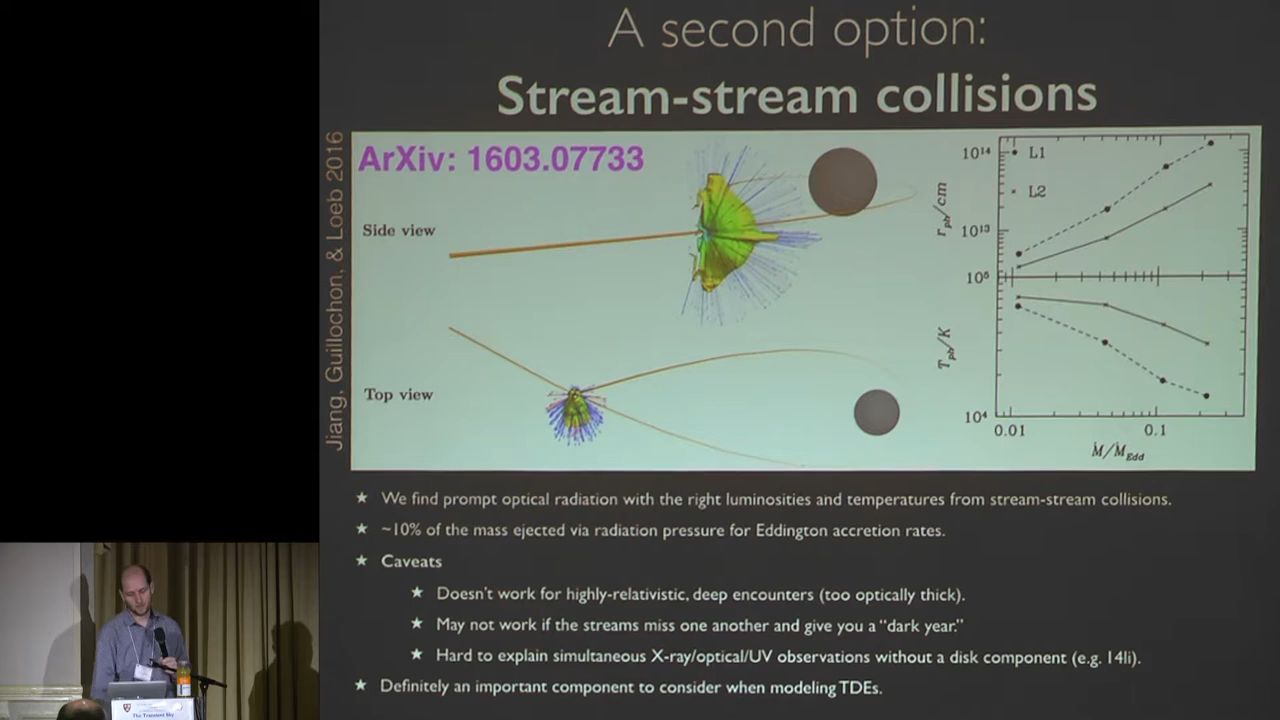 A second option:
Stream-stream collisions
Jiang, Guillochon, & Loeb 2016
ArXiv: 1603.07733
Side view
Top view
10¹⁴
L1
L2
r_ph/cm
10¹³
10⁶
T_ph/K
10⁴
0.01
0.1
Ṁ/Ṁ_Edd
★ We find prompt optical radiation with the right luminosities and temperatures from stream-stream collisions.
★ ~10% of the mass ejected via radiation pressure for Eddington accretion rates.
★ Caveats
★ Doesn't work for highly-relativistic, deep encounters (too optically thick).
★ May not work if the streams miss one another and give you a "dark year."
★ Hard to explain simultaneous X-ray/optical/UV observations without a disk component (e.g. 14li).
★ Definitely an important component to consider when modeling TDEs.
The Transient Sky